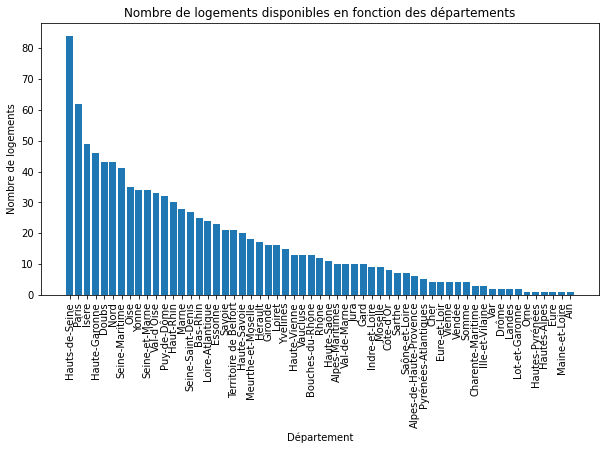 Nombre de logements disponibles en fonction des départements
Nombre de logements
80
70
60
50
40
30
20
10
0
Hauts-de-Seine
Paris
Isère
Haute-Garonne
Doubs
Nord
Seine-Maritime
Oise
Yonne
Seine-et-Marne
Val-d'Oise
Puy-de-Dôme
Haut-Rhin
Marne
Seine-Saint-Denis
Bas-Rhin
Loire-Atlantique
Essonne
Savoie
Territoire de Belfort
Haute-Savoie
Meurthe-et-Moselle
Hérault
Gironde
Loiret
Yvelines
Haute-Vienne
Vaucluse
Bouches-du-Rhône
Rhône
Haute-Saône
Alpes-Maritimes
Val-de-Marne
Jura
Gard
Indre-et-Loire
Moselle
Côte-d'Or
Sarthe
Saône-et-Loire
Alpes-de-Haute-Provence
Pyrénées-Atlantiques
Cher
Eure-et-Loir
Vienne
Vendée
Somme
Charente-Maritime
Ille-et-Vilaine
Var
Drôme
Landes
Lot-et-Garonne
Orne
Hautes-Pyrénées
Hautes-Alpes
Eure
Maine-et-Loire
Ain
Département